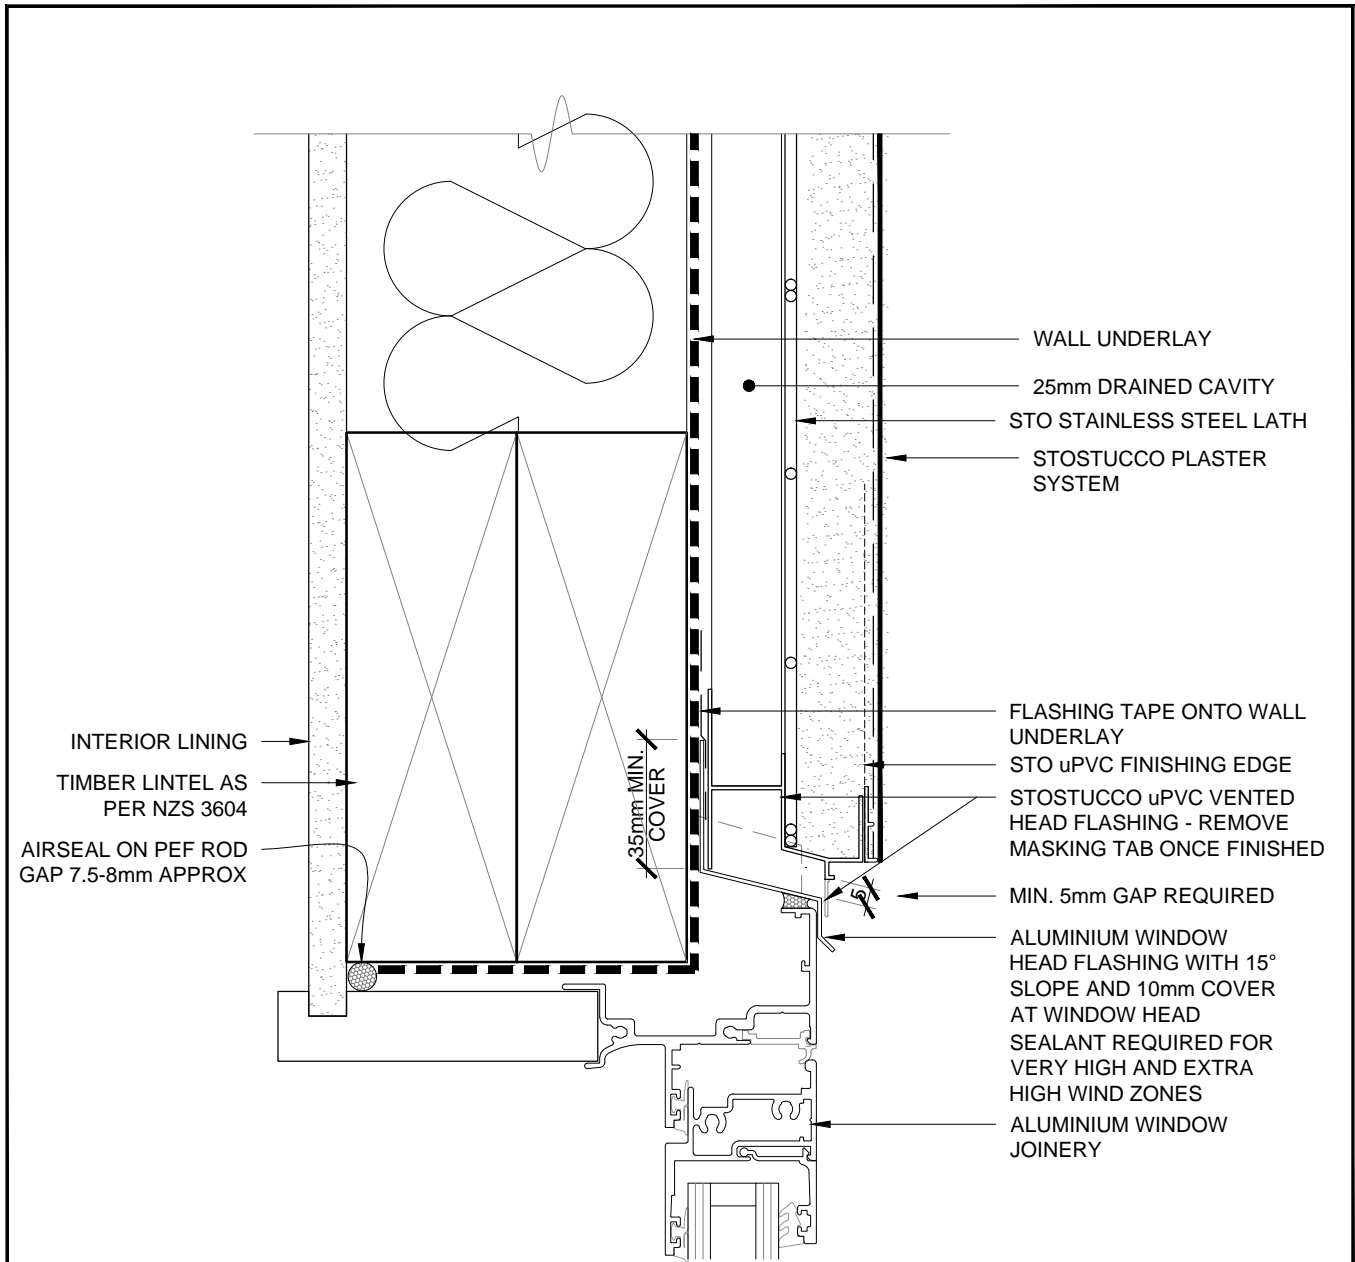 WALL UNDERLAY
25mm DRAINED CAVITY
STO STAINLESS STEEL LATH
STOSTUCCO PLASTER
SYSTEM
FLASHING TAPE ONTO WALL
UNDERLAY
STO uPVC FINISHING EDGE
STOSTUCCO uPVC VENTED
HEAD FLASHING - REMOVE
MASKING TAB ONCE FINISHED
MIN. 5mm GAP REQUIRED
ALUMINIUM WINDOW
HEAD FLASHING WITH 15°
SLOPE AND 10mm COVER
AT WINDOW HEAD
SEALANT REQUIRED FOR
VERY HIGH AND EXTRA
HIGH WIND ZONES
ALUMINIUM WINDOW
JOINERY
INTERIOR LINING
TIMBER LINTEL AS
PER NZS 3604
AIRSEAL ON PEF ROD
GAP 7.5-8mm APPROX
35mm MIN.
COVER
5